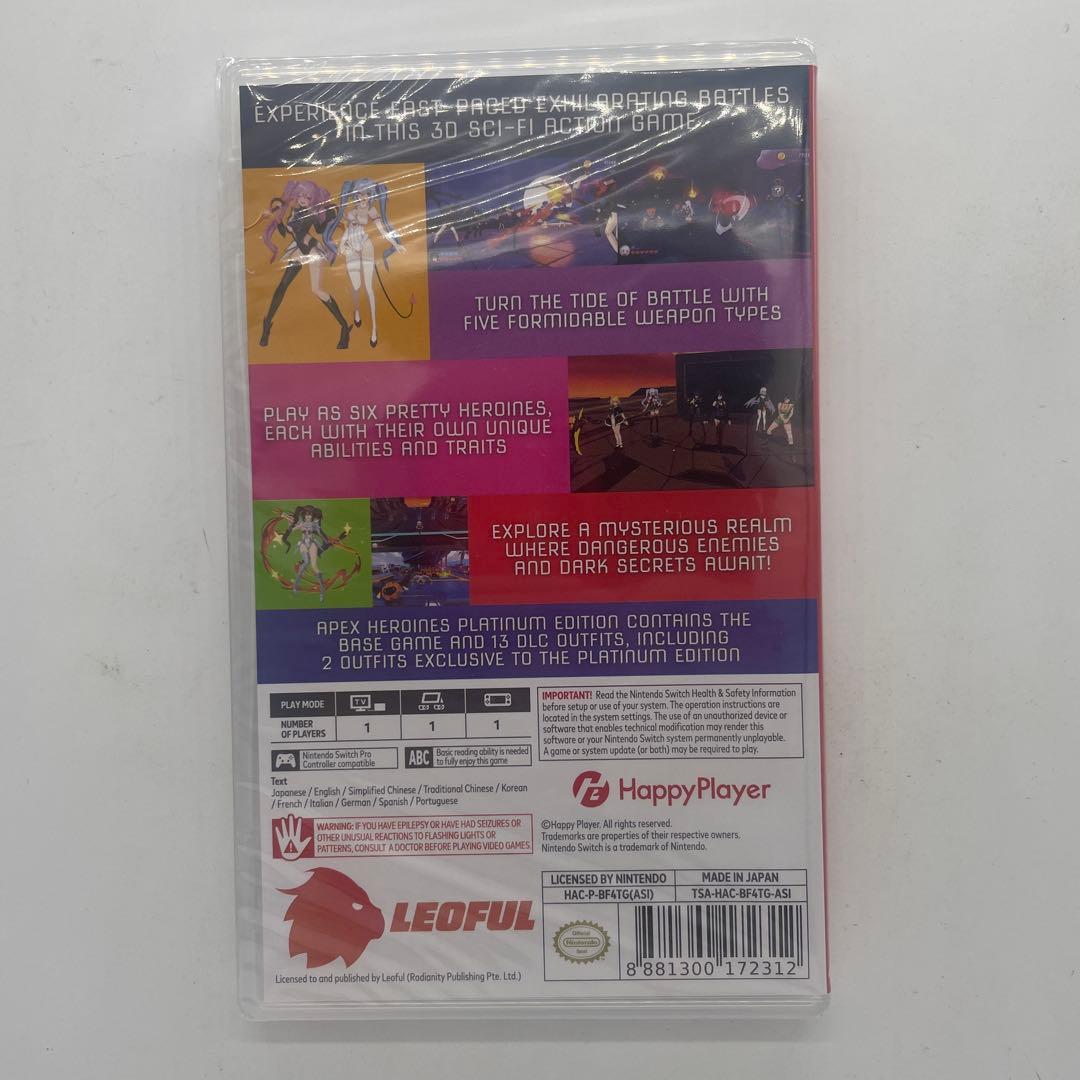 EXPERIENCE FAST-PACED EXHILARATING BATTLES
IN THIS 3D SCI-FI ACTION GAME
TURN THE TIDE OF BATTLE WITH
FIVE FORMIDABLE WEAPON TYPES
PLAY AS SIX PRETTY HEROINES,
EACH WITH THEIR OWN UNIQUE
ABILITIES AND TRAITS
EXPLORE A MYSTERIOUS REALM
WHERE DANGEROUS ENEMIES
AND DARK SECRETS AWAIT!
APEX HEROINES PLATINUM EDITION CONTAINS THE
BASE GAME AND 13 DLC OUTFITS, INCLUDING
2 OUTFITS EXCLUSIVE TO THE PLATINUM EDITION
PLAY MODE
TV
NUMBER
OF PLAYERS
1
1
1
Nintendo Switch Pro
Controller compatible
ABC
Basic reading ability is needed
to fully enjoy this game
Text
Japanese / English / Simplified Chinese / Traditional Chinese / Korean
/ French / Italian / German / Spanish / Portuguese
WARNING: IF YOU HAVE EPILEPSY OR HAVE HAD SEIZURES OR
OTHER UNUSUAL REACTIONS TO FLASHING LIGHTS OR
PATTERNS, CONSULT A DOCTOR BEFORE PLAYING VIDEO GAMES.
LEOFUL
Licensed to and published by Leoful (Radianity Publishing Pte. Ltd.)
IMPORTANT! Read the Nintendo Switch Health & Safety Information
before setup or use of your system. The operation instructions are
located in the system settings. The use of an unauthorized device or
software that enables technical modification may render this
software or your Nintendo Switch system permanently unplayable.
A game or system update (or both) may be required to play.
HappyPlayer
©Happy Player. All rights reserved.
Trademarks are properties of their respective owners.
Nintendo Switch is a trademark of Nintendo.
LICENSED BY NINTENDO
MADE IN JAPAN
HAC-P-BF4TG(ASI)
TSA-HAC-BF4TG-ASI
Official
Nintendo
Seal
8 881300 172312